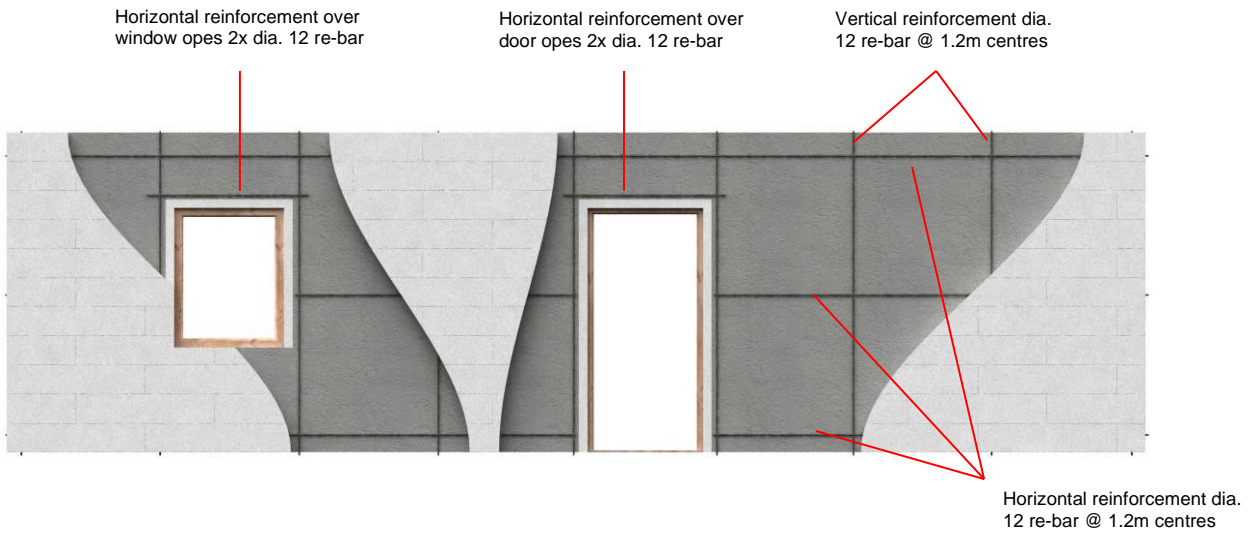 Horizontal reinforcement over
window opes 2x dia. 12 re-bar
Horizontal reinforcement over
door opes 2x dia. 12 re-bar
Vertical reinforcement dia.
12 re-bar @ 1.2m centres
Horizontal reinforcement dia.
12 re-bar @ 1.2m centres